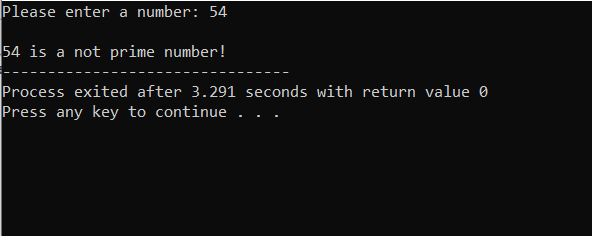 Please enter a number: 54
54 is a not prime number!
--------------------------------
Process exited after 3.291 seconds with return value 0
Press any key to continue . . .